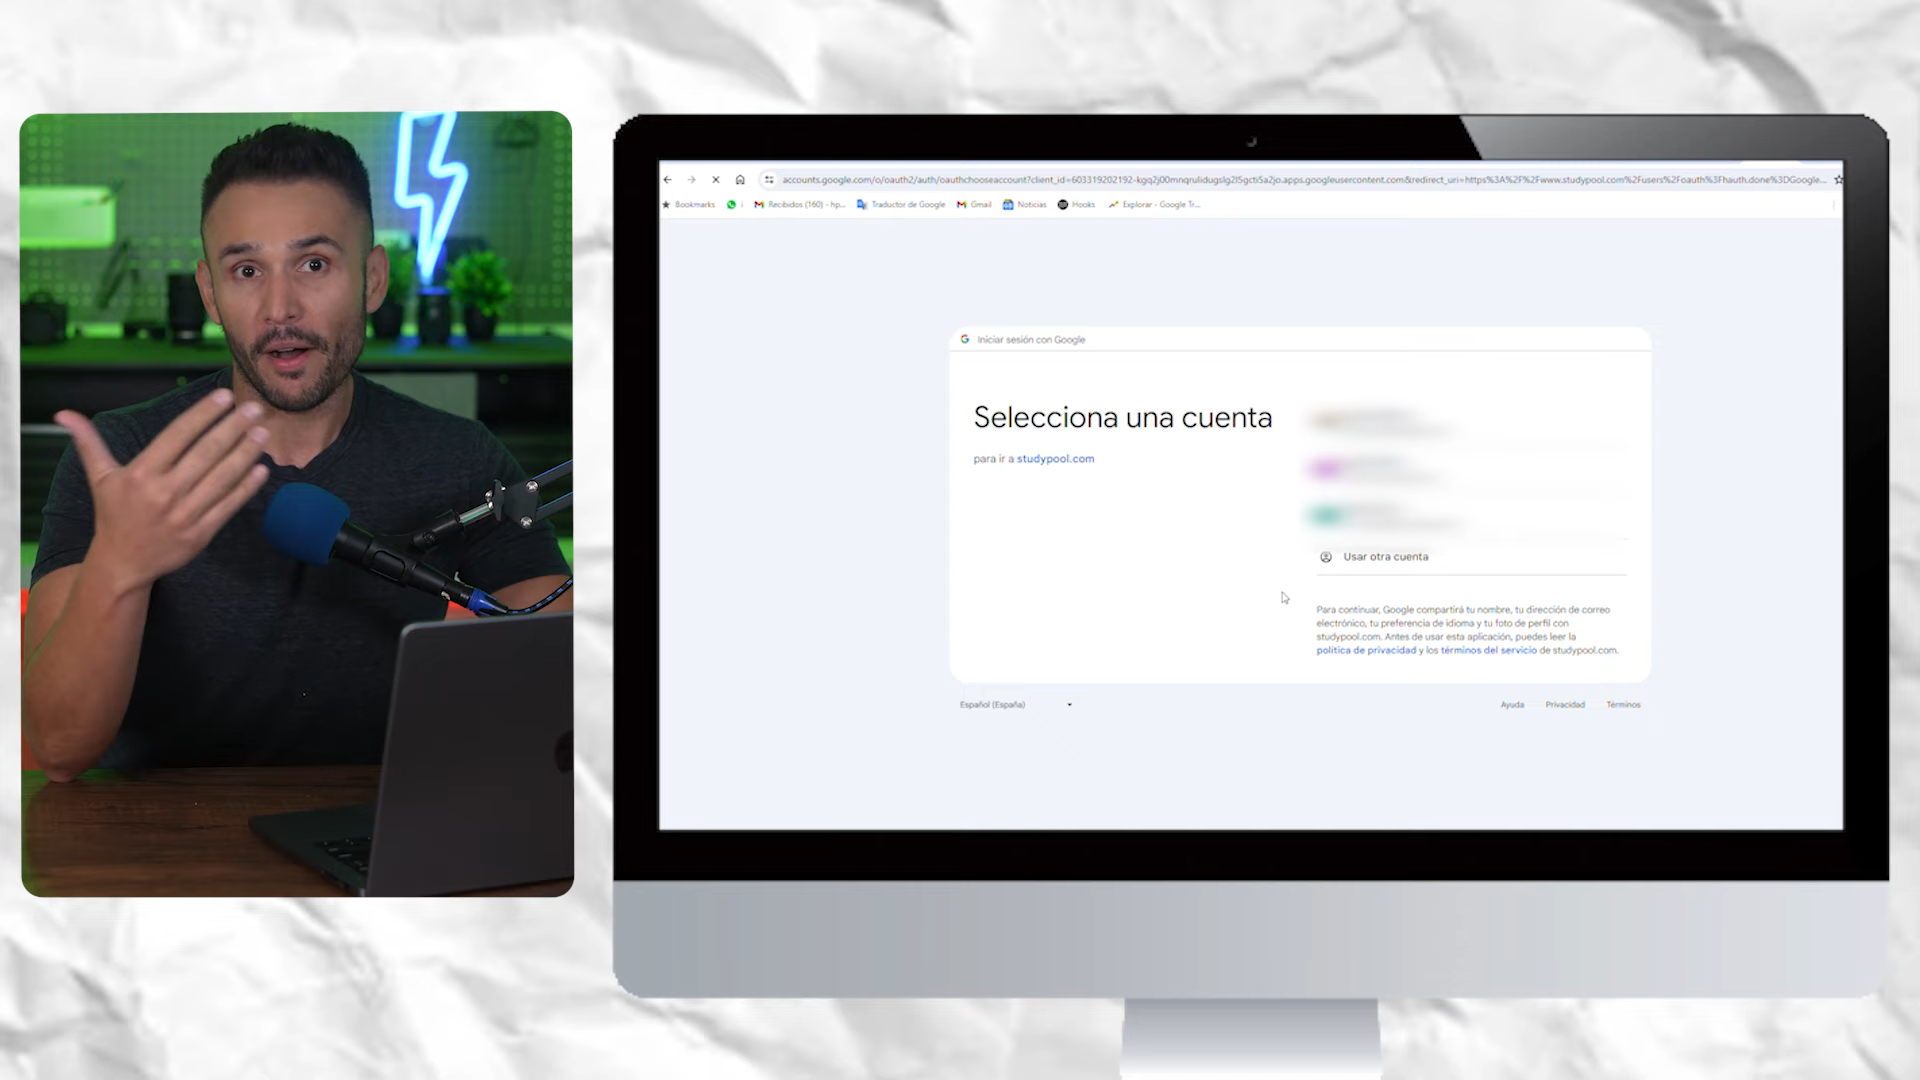 accounts.google.com/o/oauth2/auth/oauthchooseaccount?client_id=603319202192-kgq2j00mnqrulidugslg2l5gcti5a2jo.apps.googleusercontent.com&redirect_uri=https%3A%2F%2Fwww.studypool.com%2Fusers%2Foauth%3Fhauth.done%3DGoogle...
Bookmarks
Recibidos (160) - hp...
Traductor de Google
Gmail
Noticias
Hooks
Explorar - Google Tr...
Iniciar sesión con Google
Selecciona una cuenta
para ir a studypool.com
Usar otra cuenta
Para continuar, Google compartirá tu nombre, tu dirección de correo
electrónico, tu preferencia de idioma y tu foto de perfil con
studypool.com. Antes de usar esta aplicación, puedes leer la
política de privacidad y los términos del servicio de studypool.com.
Español (España)
Ayuda
Privacidad
Términos